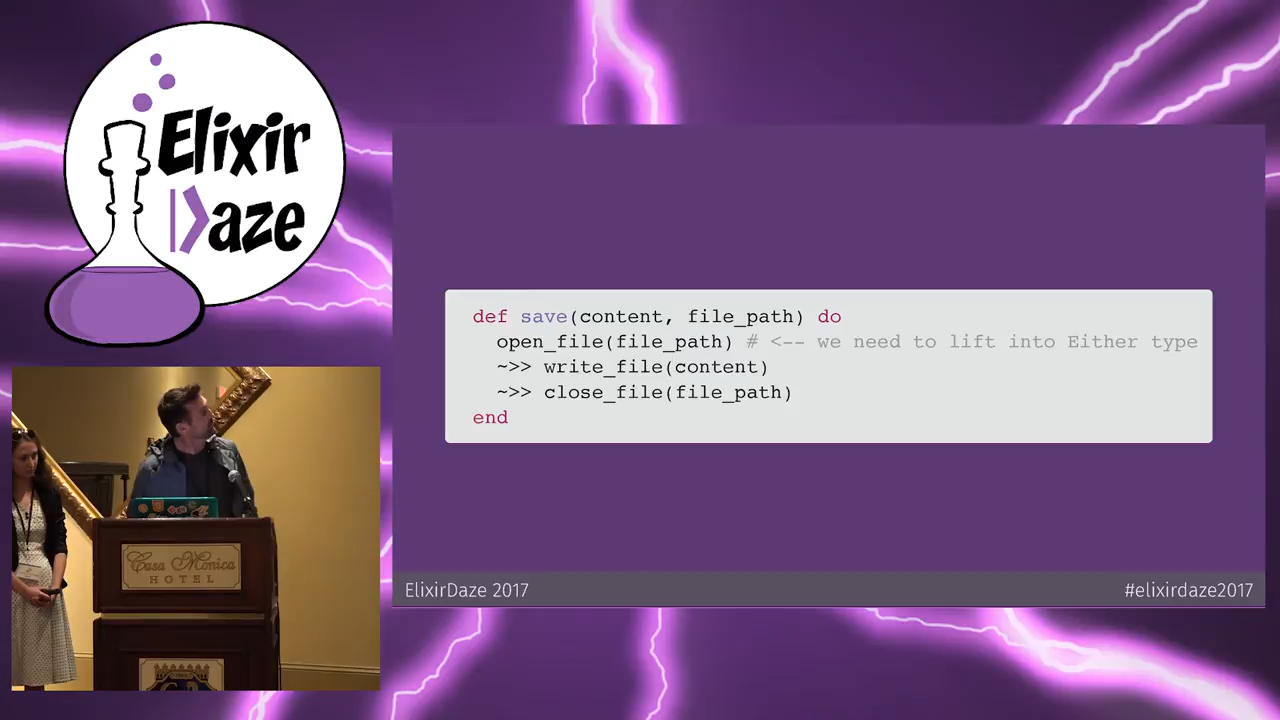 Elixir
|>aze
def save(content, file_path) do
open_file(file_path) # <-- we need to lift into Either type
~>> write_file(content)
~>> close_file(file_path)
end
Casa Monica
HOTEL
ElixirDaze 2017
#elixirdaze2017